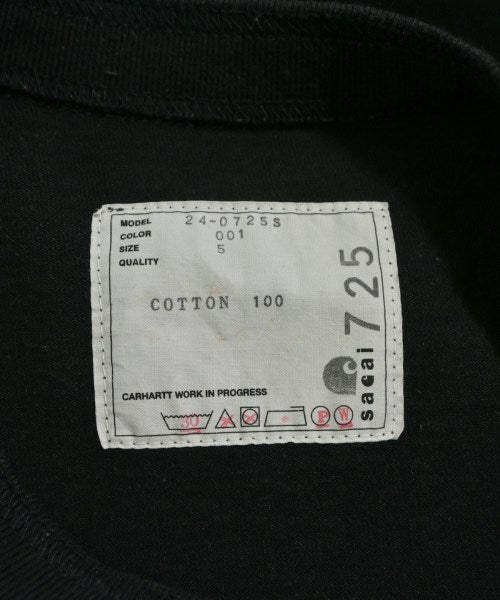 MODEL 24-0725S
COLOR 001
SIZE 5
QUALITY
COTTON 100
CARHARTT WORK IN PROGRESS
30 P W
sacai 725